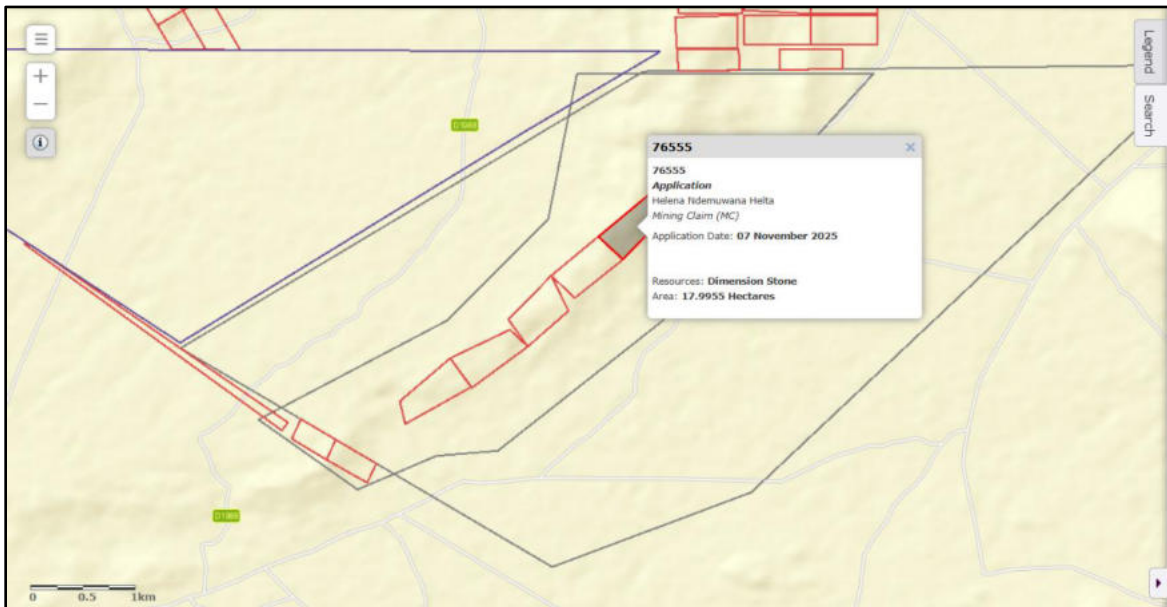 Legend
Search
76555
76555
Application
Helena Ndemuwana Heita
Mining Claim (MC)
Application Date: 07 November 2025
Resources: Dimension Stone
Area: 17.9955 Hectares
0 0.5 1km